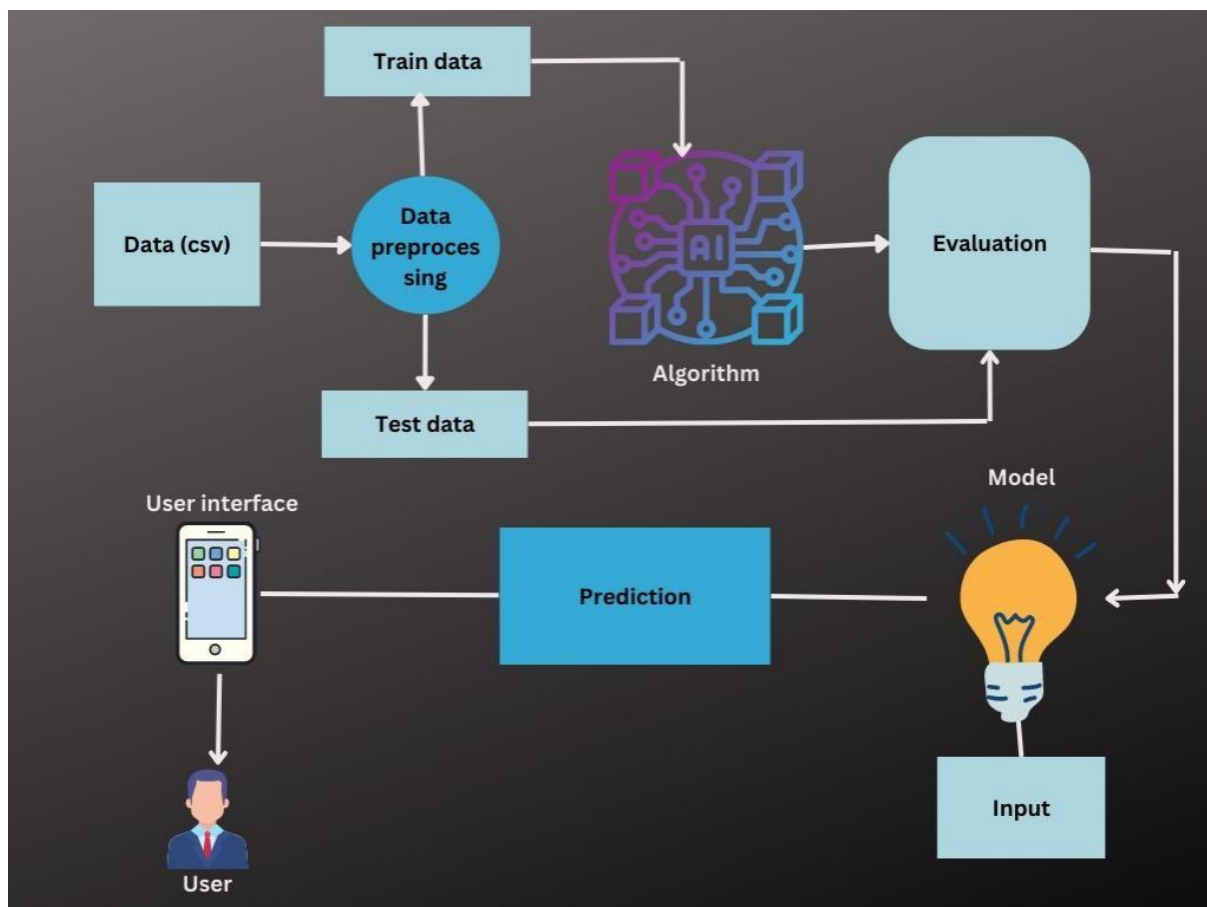 Train data
Data (csv)
Data
preproces
sing
AI
Algorithm
Evaluation
Test data
User interface
Model
Prediction
Input
User